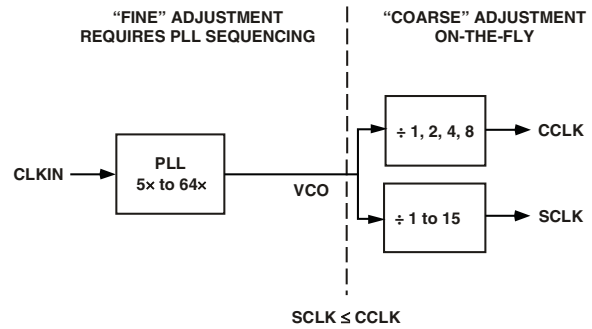 “FINE” ADJUSTMENT
REQUIRES PLL SEQUENCING
“COARSE” ADJUSTMENT
ON-THE-FLY
CLKIN
PLL
5× to 64×
VCO
÷ 1, 2, 4, 8
CCLK
÷ 1 to 15
SCLK
SCLK ≤ CCLK